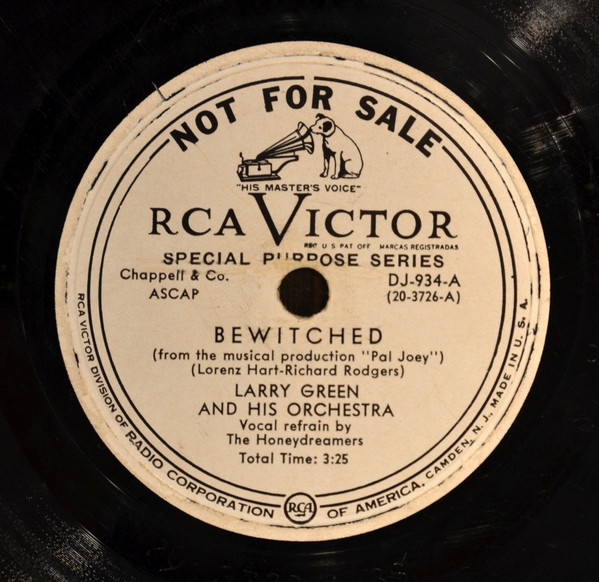 NOT FOR SALE
"HIS MASTER'S VOICE"
RCA VICTOR
REG U S PAT OFF MARCAS REGISTRADAS
SPECIAL PURPOSE SERIES
Chappell & Co. DJ-934-A
ASCAP (20-3726-A)
BEWITCHED
(from the musical production "Pal Joey")
(Lorenz Hart-Richard Rodgers)
LARRY GREEN
AND HIS ORCHESTRA
Vocal refrain by
The Honeydreamers
Total Time: 3:25
RCA VICTOR DIVISION OF RADIO CORPORATION RCA OF AMERICA, CAMDEN, N.J. MADE IN U.S.A.